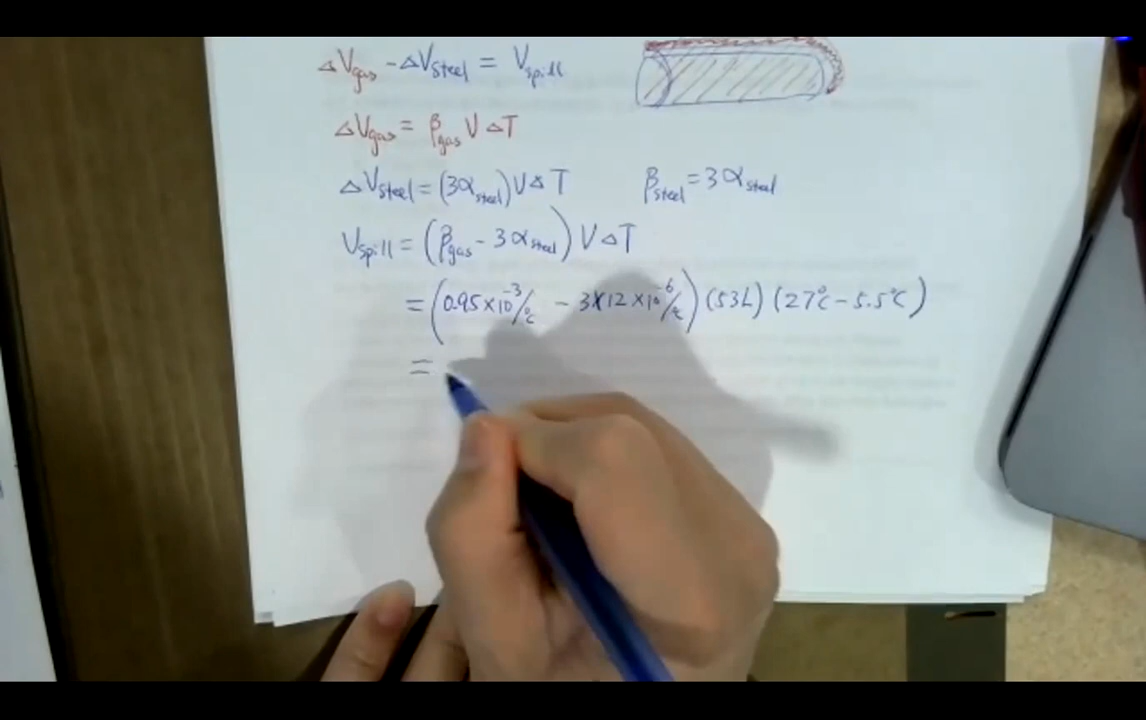 ΔV_gas - ΔV_steel = V_spill
ΔV_gas = β_gas V ΔT
ΔV_steel = (3α_steel) V Δ T β_steel = 3α_steel
V_spill = (β_gas - 3α_steel) V ΔT
= (0.95 × 10^-3/°C - 3 × 12 × 10^-6/°C) (53L) (27°C - 5.5°C)
=